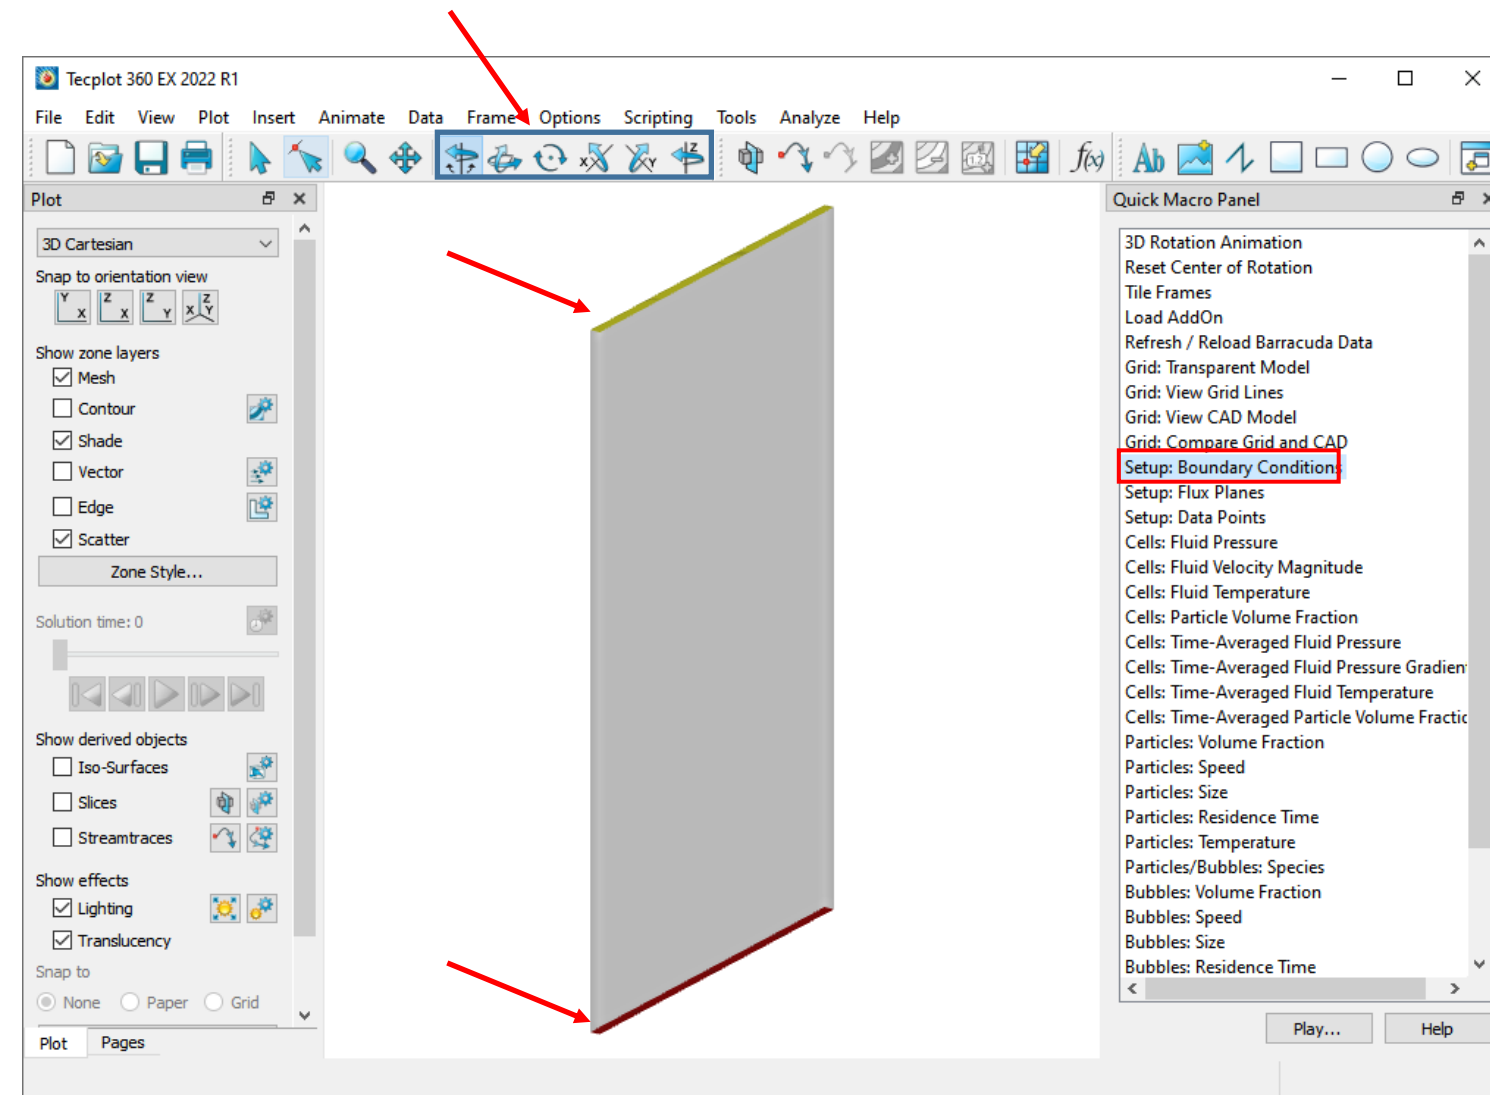 Tecplot 360 EX 2022 R1
File Edit View Plot Insert Animate Data Frame Options Scripting Tools Analyze Help
Plot
3D Cartesian
Snap to orientation view
Y X Z X Z Y Z X Y
Show zone layers
Mesh
Contour
Shade
Vector
Edge
Scatter
Zone Style...
Solution time: 0
Show derived objects
Iso-Surfaces
Slices
Streamtraces
Show effects
Lighting
Translucency
Snap to
None Paper Grid
Plot Pages
X X Y Z
f(x) Ab
Quick Macro Panel
3D Rotation Animation
Reset Center of Rotation
Tile Frames
Load AddOn
Refresh / Reload Barracuda Data
Grid: Transparent Model
Grid: View Grid Lines
Grid: View CAD Model
Grid: Compare Grid and CAD
Setup: Boundary Conditions
Setup: Flux Planes
Setup: Data Points
Cells: Fluid Pressure
Cells: Fluid Velocity Magnitude
Cells: Fluid Temperature
Cells: Particle Volume Fraction
Cells: Time-Averaged Fluid Pressure
Cells: Time-Averaged Fluid Pressure Gradien
Cells: Time-Averaged Fluid Temperature
Cells: Time-Averaged Particle Volume Fractic
Particles: Volume Fraction
Particles: Speed
Particles: Size
Particles: Residence Time
Particles: Temperature
Particles/Bubbles: Species
Bubbles: Volume Fraction
Bubbles: Speed
Bubbles: Size
Bubbles: Residence Time
Play... Help